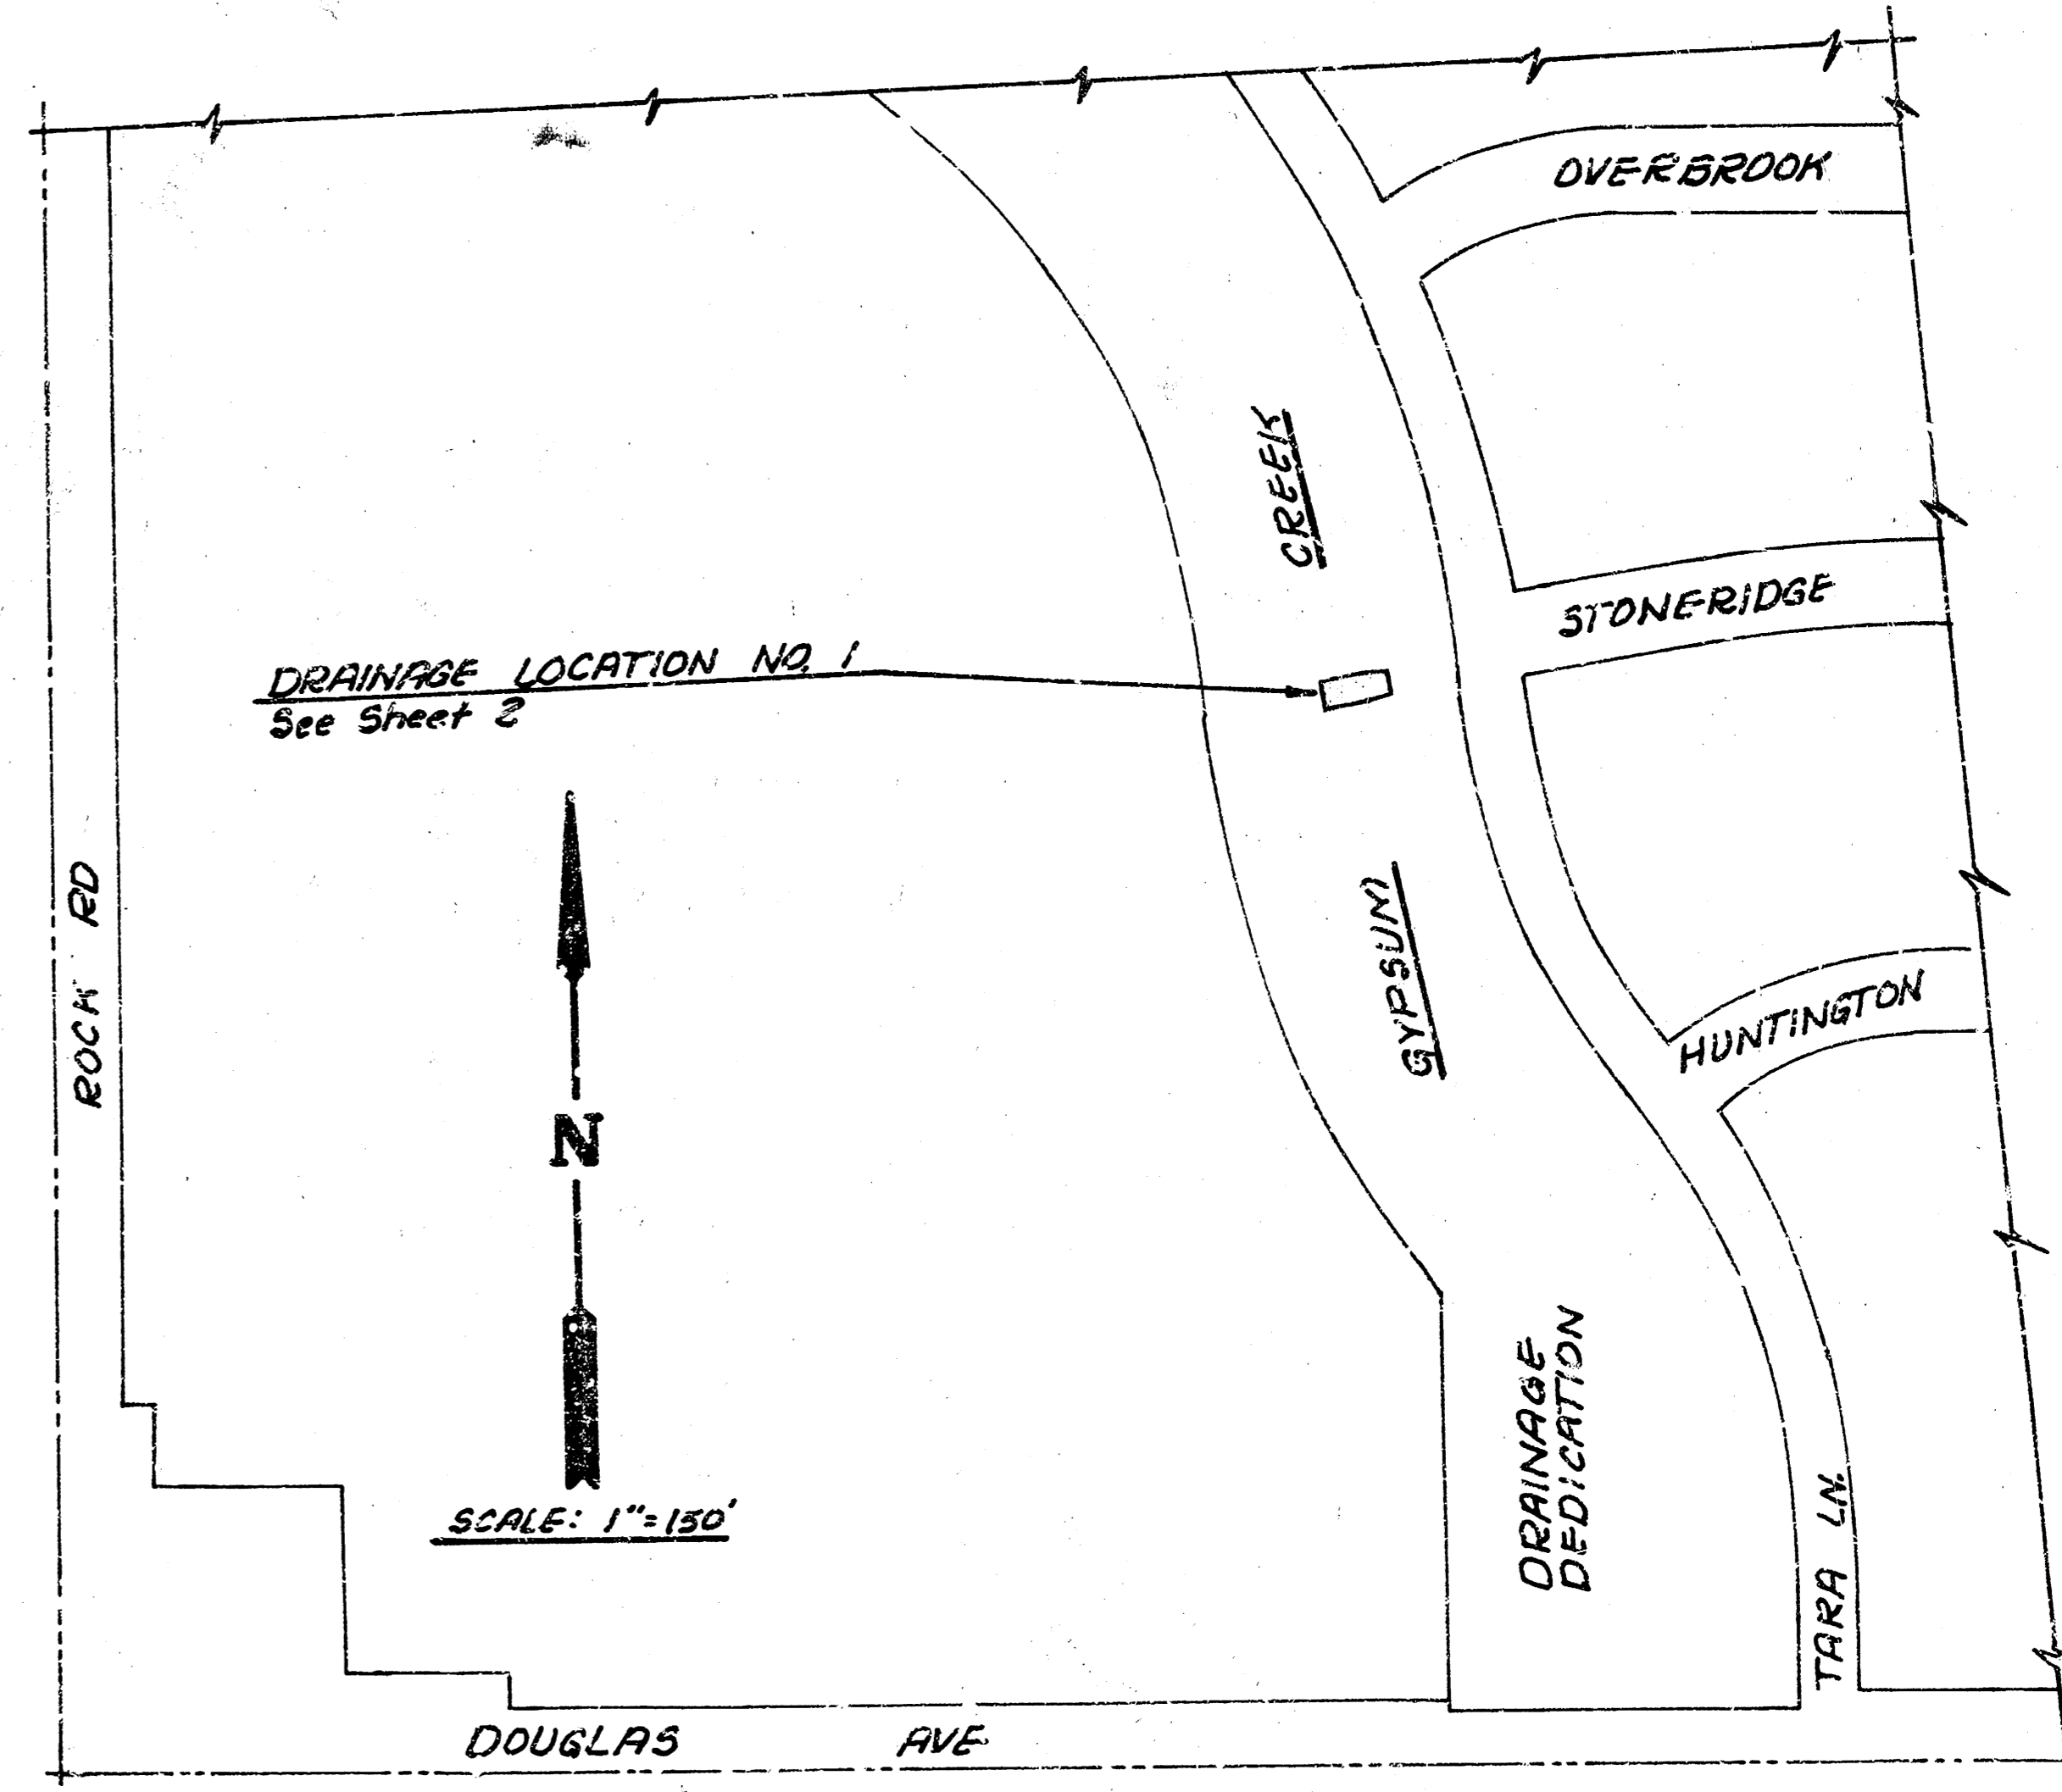 OVERBROOK
CREEK
STONERIDGE
DRAINAGE LOCATION NO. 1
See Sheet 2
ROCK RD
GYPSUM
HUNTINGTON
N
DRAINAGE
DEDICATION
SCALE: 1"=150'
TARA LN.
DOUGLAS AVE